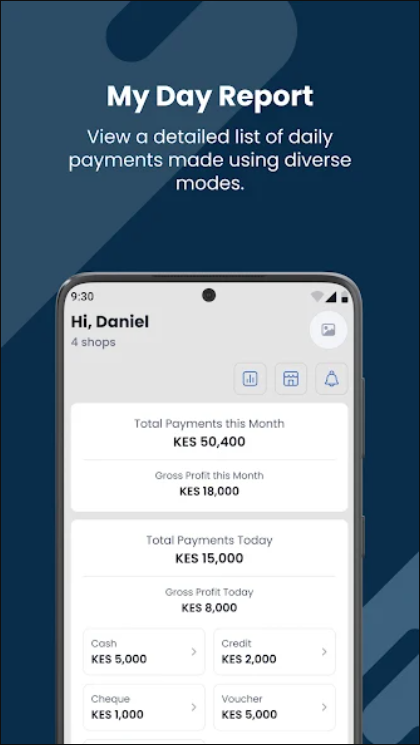 My Day Report
View a detailed list of daily
payments made using diverse
modes.
9:30
Hi, Daniel
4 shops
Total Payments this Month
KES 50,400
Gross Profit this Month
KES 18,000
Total Payments Today
KES 15,000
Gross Profit Today
KES 8,000
Cash
KES 5,000
Credit
KES 2,000
Cheque
KES 1,000
Voucher
KES 5,000